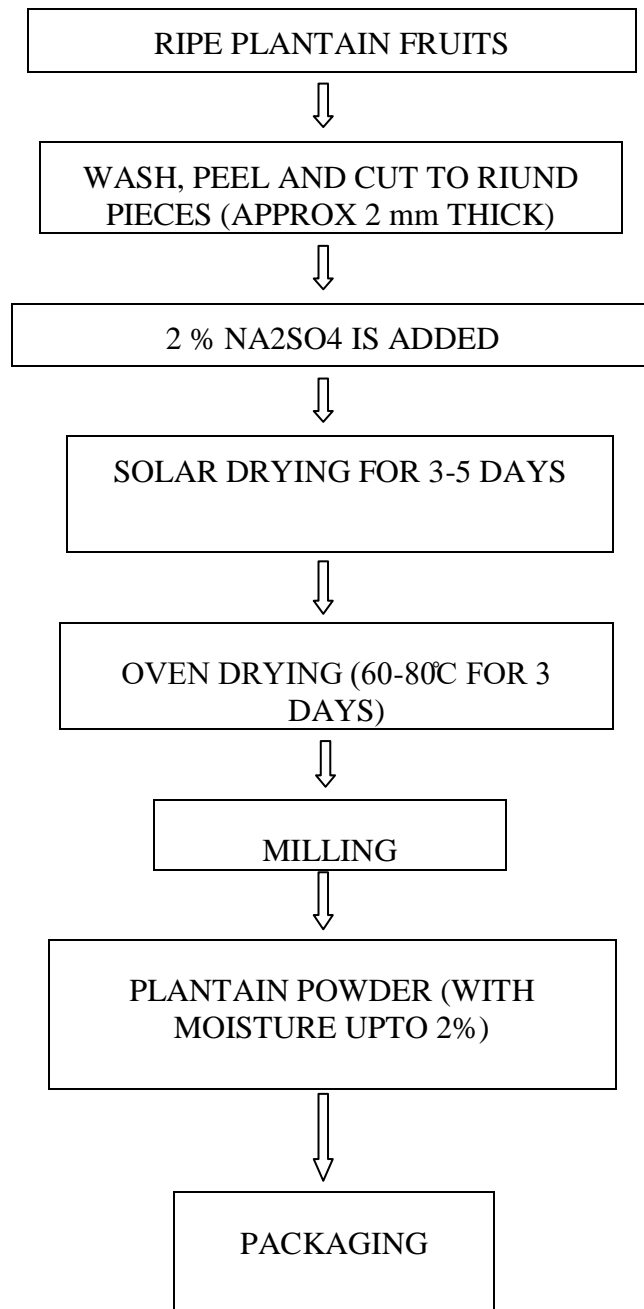 RIPE PLANTAIN FRUITS
WASH, PEEL AND CUT TO RIUND
PIECES (APPROX 2 mm THICK)
2 % NA2SO4 IS ADDED
SOLAR DRYING FOR 3-5 DAYS
OVEN DRYING (60-80℃ FOR 3
DAYS)
MILLING
PLANTAIN POWDER (WITH
MOISTURE UPTO 2%)
PACKAGING